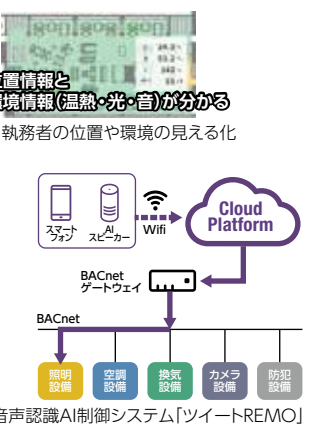 位置情報と
環境情報(温熱・光・音)が分かる
執務者の位置や環境の見える化
スマート
フォン
AI
スピーカー
Wifi
Cloud
Platform
BACnet
ゲートウェイ
BACnet
照明
設備
空調
設備
換気
設備
カメラ
設備
防犯
設備
音声認識AI制御システム「ツイートREMO」